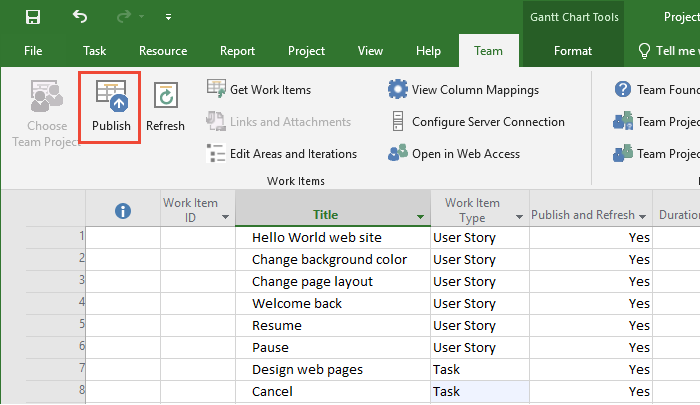 Gantt Chart Tools
Project
File Task Resource Report Project View Help Team Format Tell me
Choose Team Project
Publish
Refresh
Get Work Items
Links and Attachments
Edit Areas and Iterations
View Column Mappings
Configure Server Connection
Open in Web Access
Team Found
Team Project
Team Project
Work Items
Work Item ID
Title
Work Item Type
Publish and Refresh
Duration
1 Hello World web site User Story Yes
2 Change background color User Story Yes
3 Change page layout User Story Yes
4 Welcome back User Story Yes
5 Resume User Story Yes
6 Pause User Story Yes
7 Design web pages Task Yes
8 Cancel Task Yes